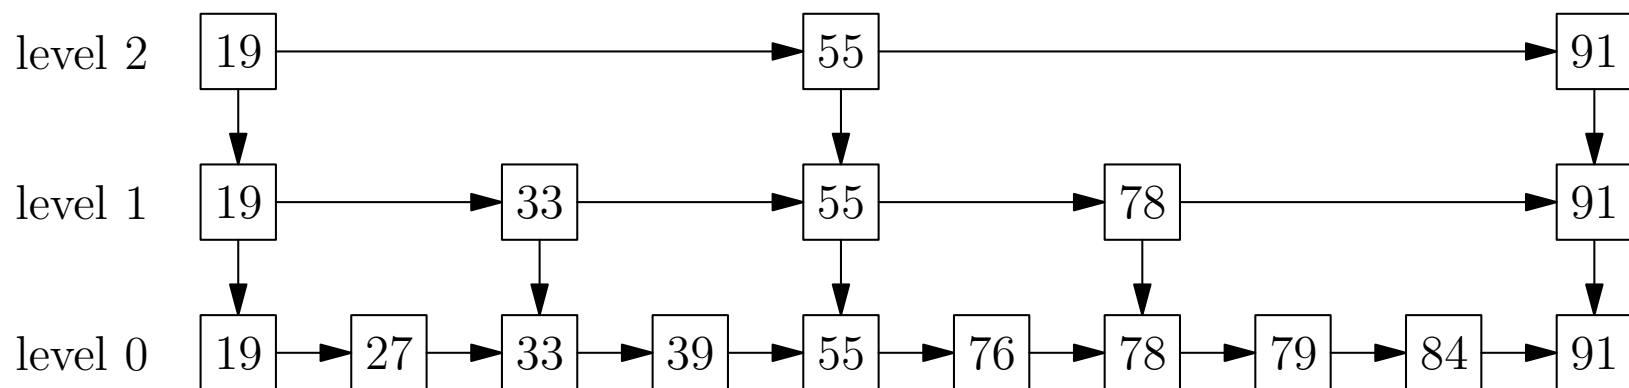 level 2 19 55 91
level 1 19 33 55 78 91
level 0 19 27 33 39 55 76 78 79 84 91